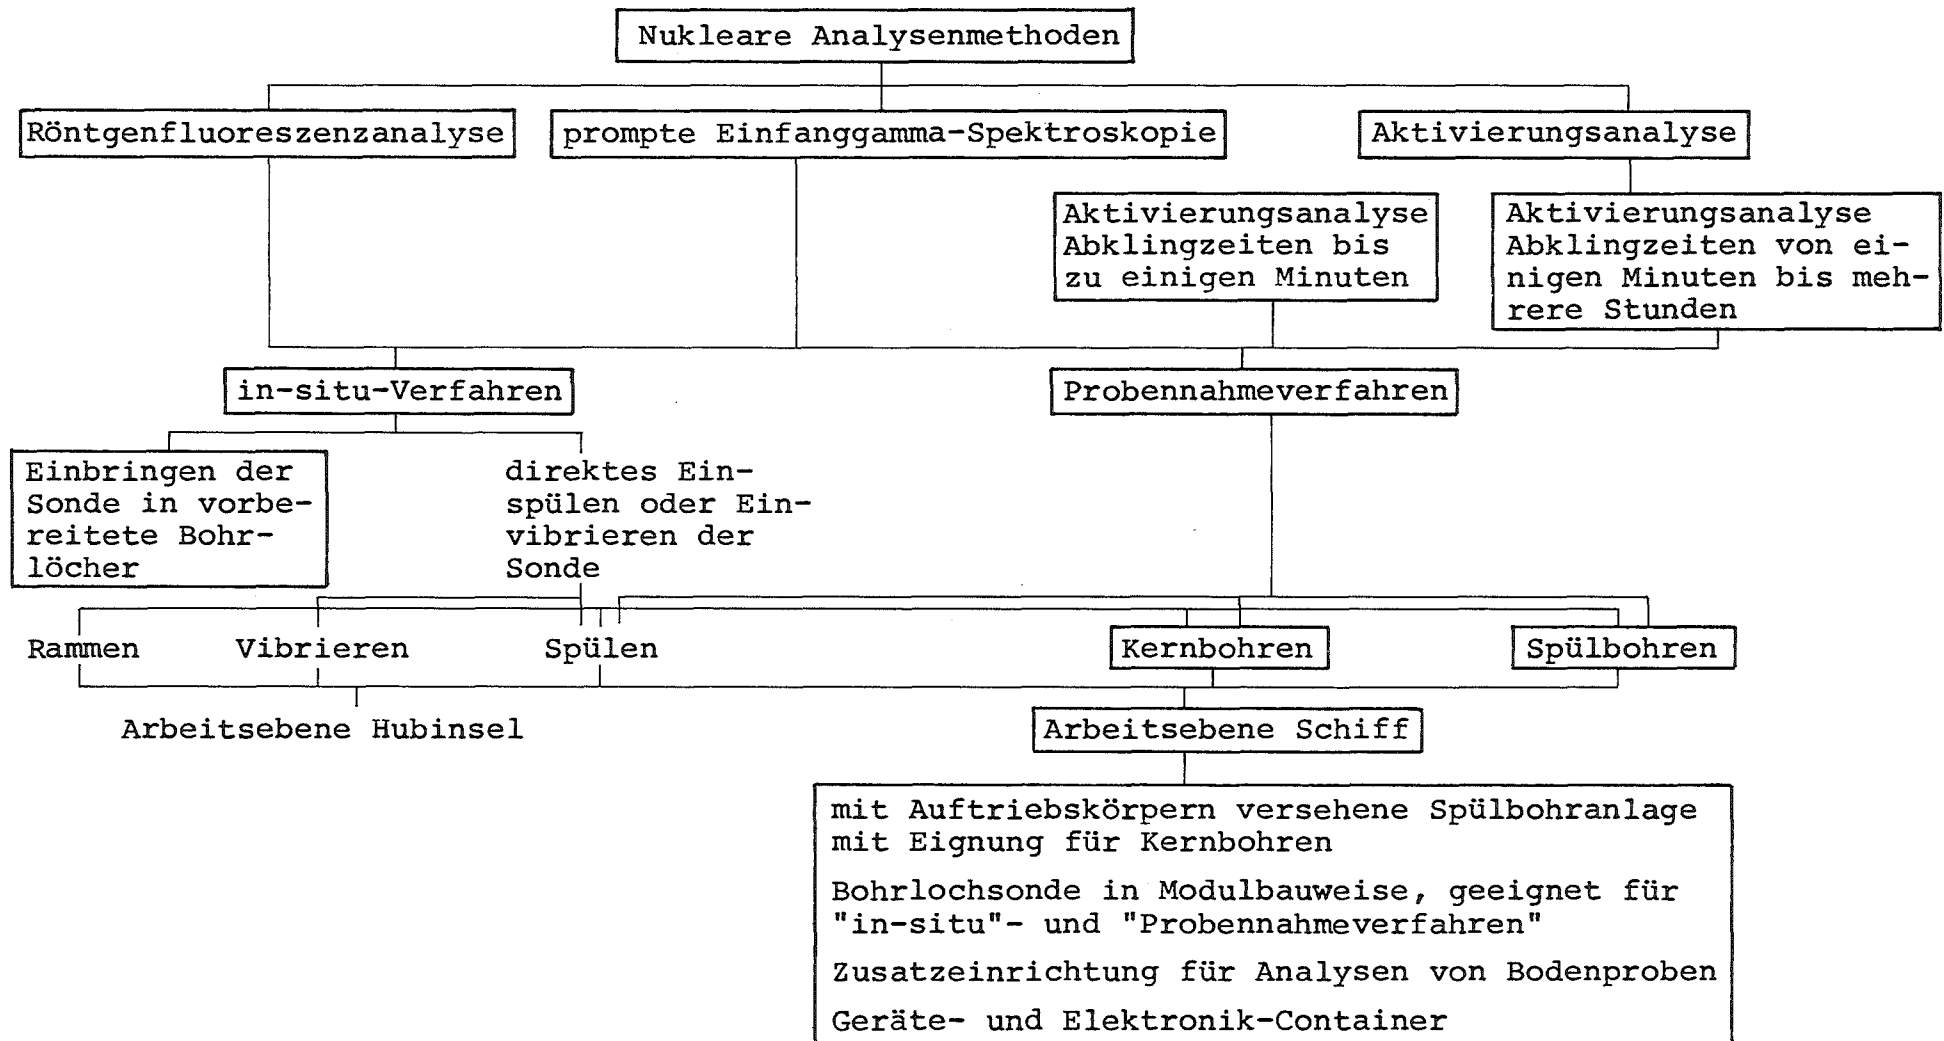 Nukleare Analysenmethoden
Röntgenfluoreszenzanalyse
prompte Einfanggamma-Spektroskopie
Aktivierungsanalyse
Aktivierungsanalyse
Abklingzeiten bis
zu einigen Minuten
Aktivierungsanalyse
Abklingzeiten von ei-
nigen Minuten bis meh-
rere Stunden
in-situ-Verfahren
Probennahmeverfahren
Einbringen der
Sonde in vorbe-
reitete Bohr-
löcher
direktes Ein-
spülen oder Ein-
vibrieren der
Sonde
Rammen
Vibrieren
Spülen
Kernbohren
Spülbohren
Arbeitsebene Hubinsel
Arbeitsebene Schiff
mit Auftriebskörpern versehene Spülbohranlage
mit Eignung für Kernbohren
Bohrlochsonde in Modulbauweise, geeignet für
"in-situ"- und "Probennahmeverfahren"
Zusatzeinrichtung für Analysen von Bodenproben
Geräte- und Elektronik-Container